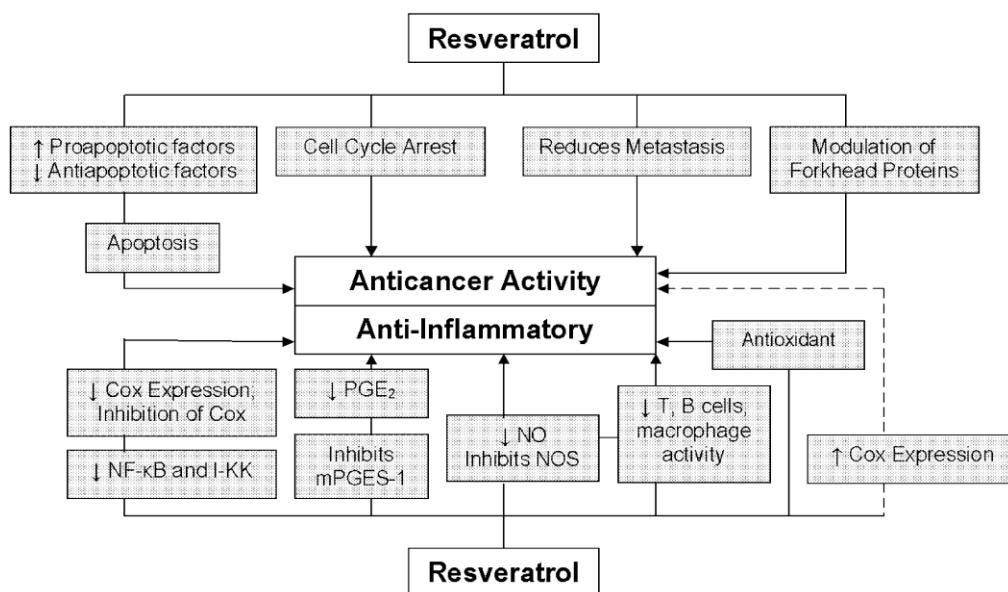 Resveratrol
↑ Proapoptotic factors
↓ Antiapoptotic factors
Cell Cycle Arrest
Reduces Metastasis
Modulation of
Forkhead Proteins
Apoptosis
Anticancer Activity
Anti-Inflammatory
Antioxidant
↓ Cox Expression;
Inhibition of Cox
↓ PGE₂
↓ T, B cells,
macrophage
activity
↓ NO
Inhibits NOS
↓ NF-κB and I-KK
Inhibits
mPGES-1
↑ Cox Expression
Resveratrol